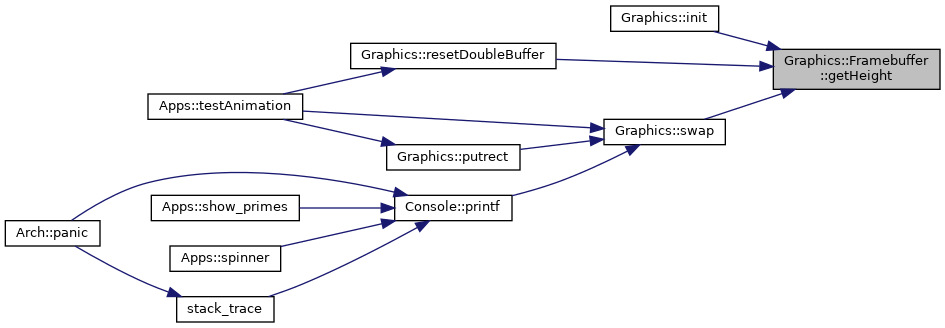 Graphics::init
Graphics::Framebuffer
::getHeight
Graphics::resetDoubleBuffer
Apps::testAnimation
Graphics::swap
Graphics::putrect
Console::printf
Apps::show_primes
Arch::panic
Apps::spinner
stack_trace